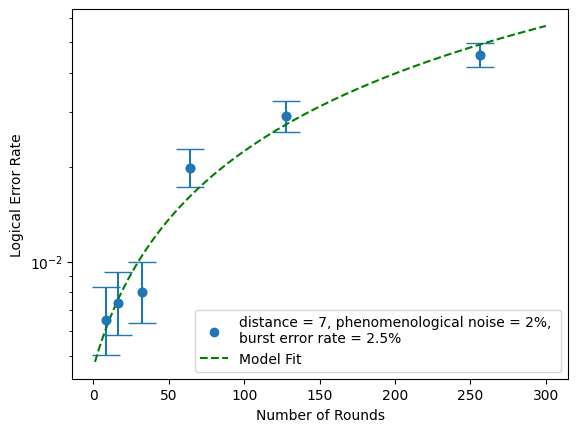 Logical Error Rate
10⁻²
distance = 7, phenomenological noise = 2%,
burst error rate = 2.5%
Model Fit
0 50 100 150 200 250 300
Number of Rounds